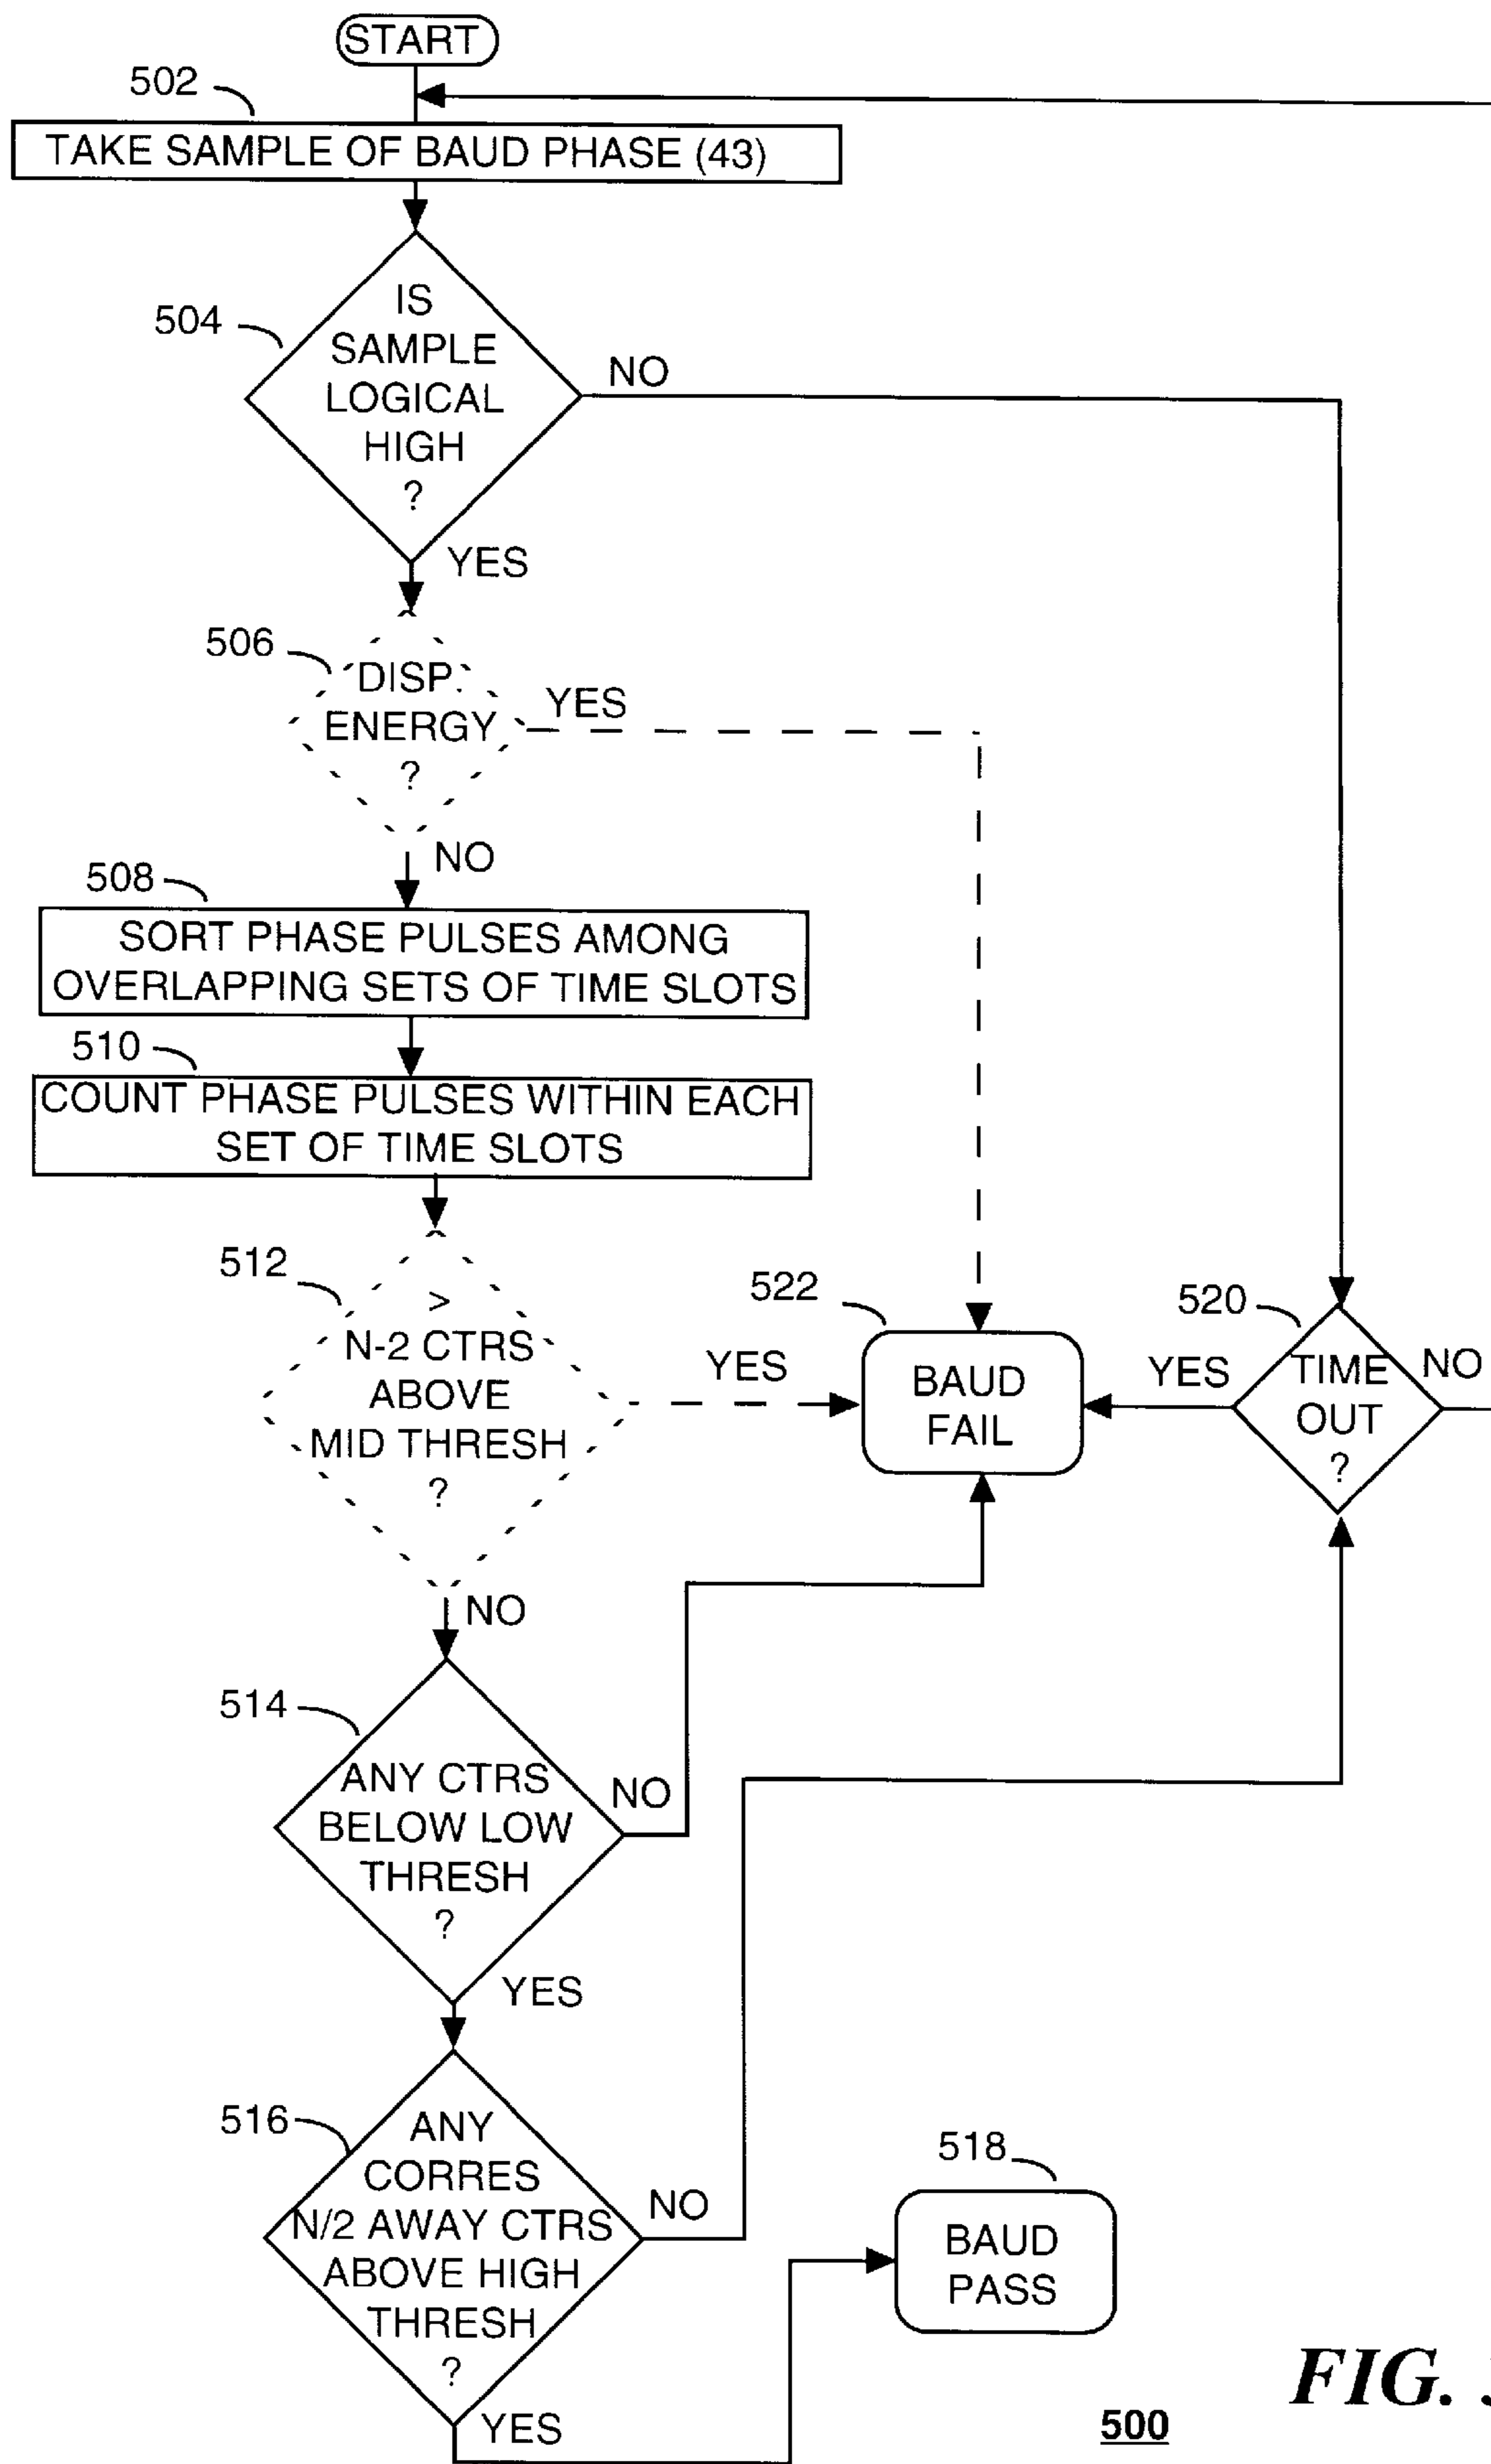 START
502
TAKE SAMPLE OF BAUD PHASE (43)
504
IS
SAMPLE
LOGICAL
HIGH
?
NO
YES
506
DISP.
ENERGY
?
YES
NO
508
SORT PHASE PULSES AMONG
OVERLAPPING SETS OF TIME SLOTS
510
COUNT PHASE PULSES WITHIN EACH
SET OF TIME SLOTS
512
>
N-2 CTRS
ABOVE
MID THRESH
?
YES
NO
522
BAUD
FAIL
520
TIME
OUT
?
YES
NO
514
ANY CTRS
BELOW LOW
THRESH
?
NO
YES
516
ANY
CORRES
N/2 AWAY CTRS
ABOVE HIGH
THRESH
?
NO
YES
518
BAUD
PASS
500
FIG.